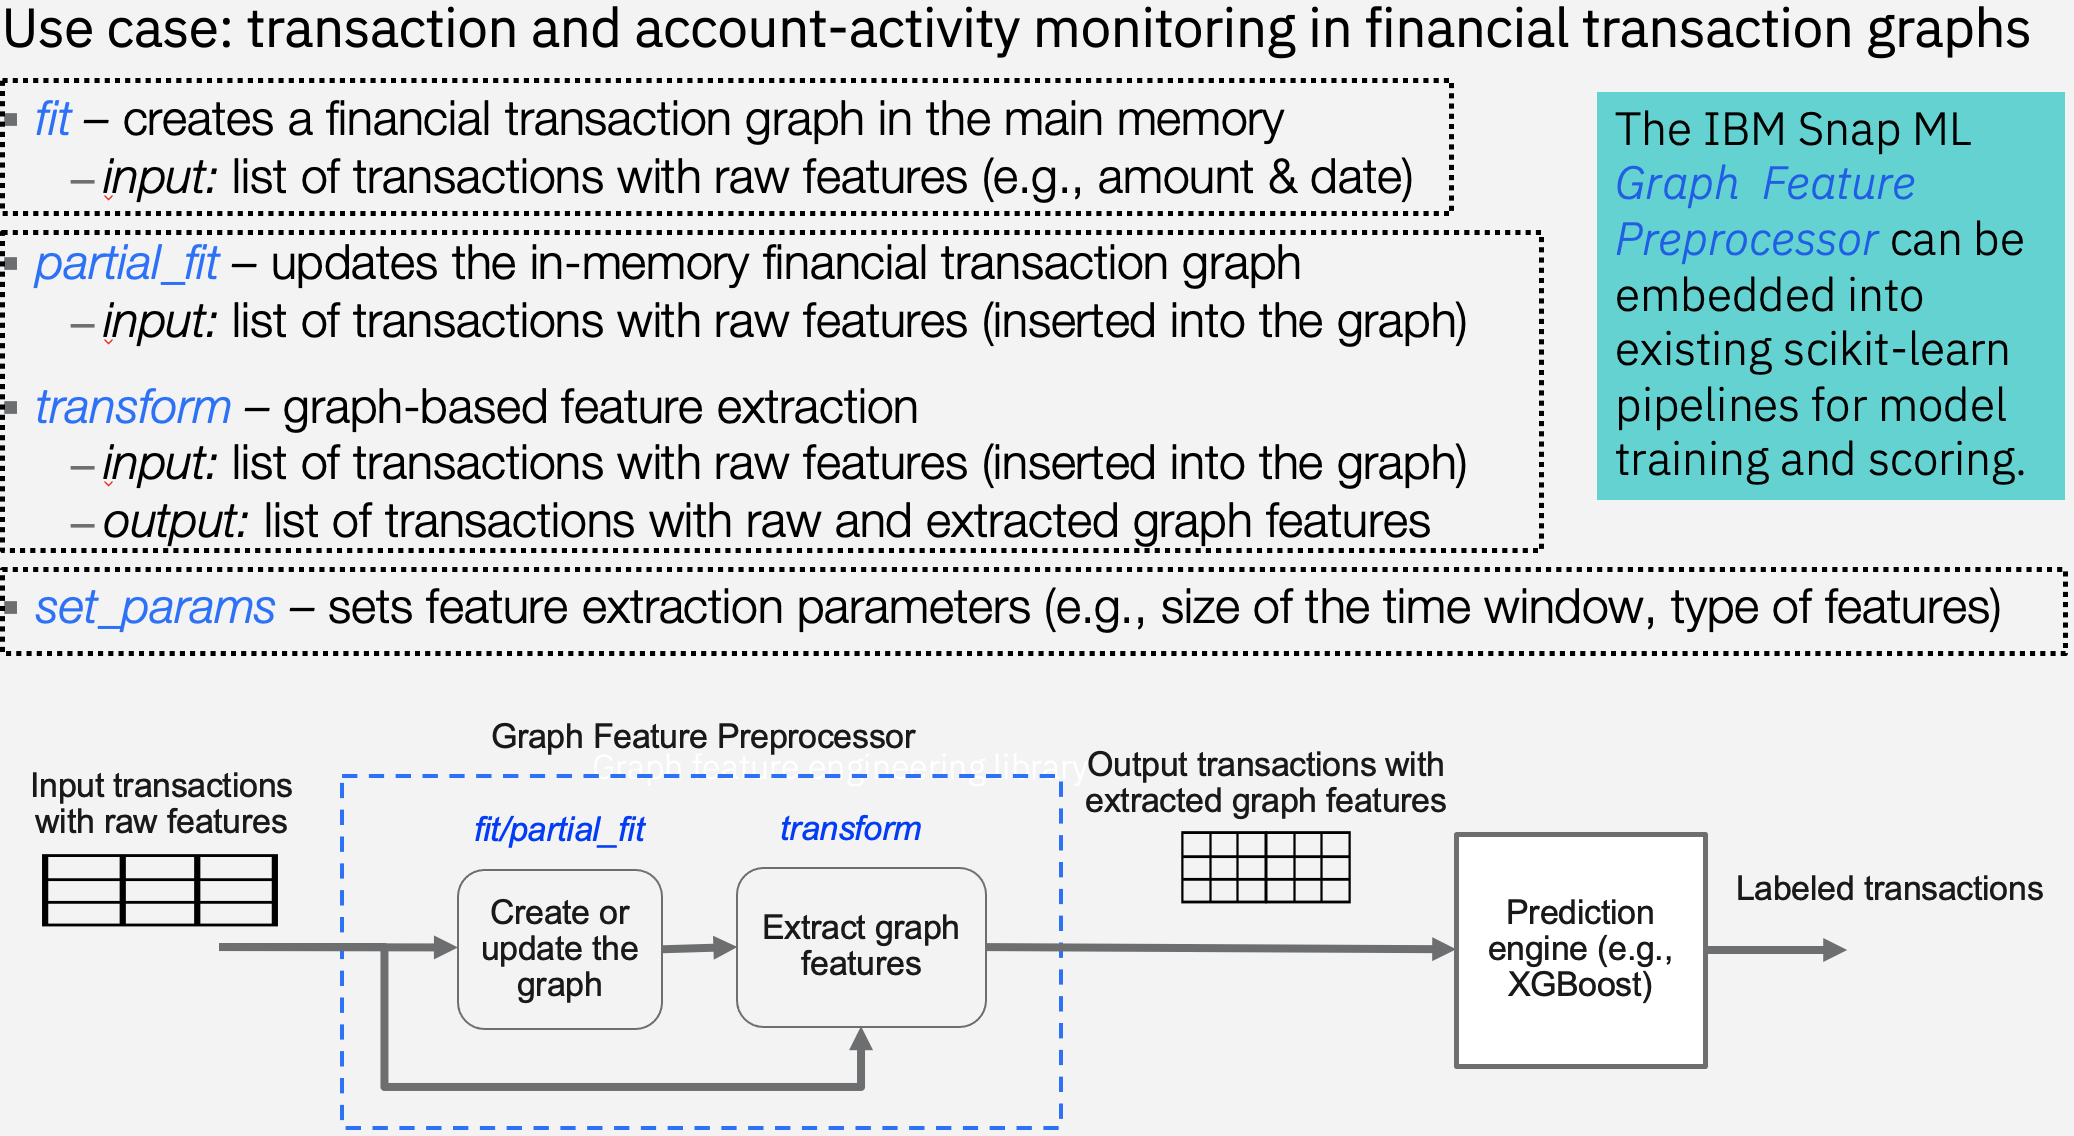 Use case: transaction and account-activity monitoring in financial transaction graphs
fit – creates a financial transaction graph in the main memory
– input: list of transactions with raw features (e.g., amount & date)
partial_fit – updates the in-memory financial transaction graph
– input: list of transactions with raw features (inserted into the graph)
transform – graph-based feature extraction
– input: list of transactions with raw features (inserted into the graph)
– output: list of transactions with raw and extracted graph features
set_params – sets feature extraction parameters (e.g., size of the time window, type of features)
The IBM Snap ML
Graph Feature
Preprocessor can be
embedded into
existing scikit-learn
pipelines for model
training and scoring.
Graph Feature Preprocessor
Graph feature engineering library
Input transactions
with raw features
fit/partial_fit
transform
Create or
update the
graph
Extract graph
features
Output transactions with
extracted graph features
Prediction
engine (e.g.,
XGBoost)
Labeled transactions